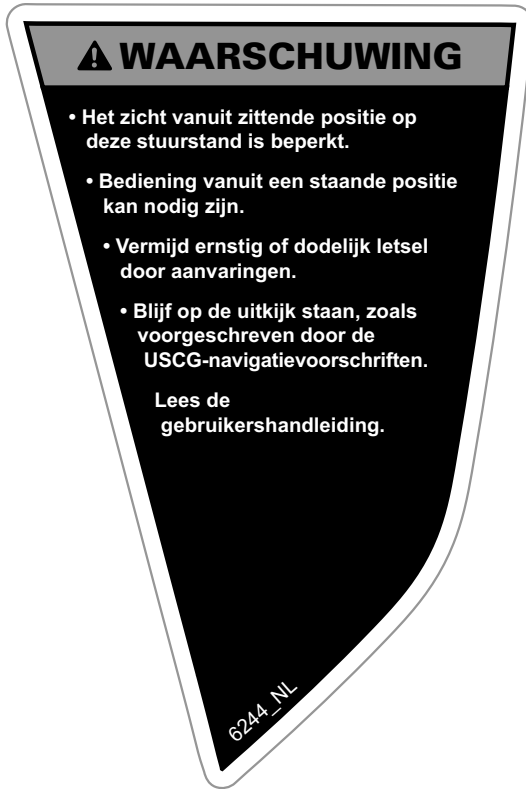 ⚠ WAARSCHUWING
• Het zicht vanuit zittende positie op
deze stuurstand is beperkt.
• Bediening vanuit een staande positie
kan nodig zijn.
• Vermijd ernstig of dodelijk letsel
door aanvaringen.
• Blijf op de uitkijk staan, zoals
voorgeschreven door de
USCG-navigatievoorschriften.
Lees de
gebruikershandleiding.
6244_NL